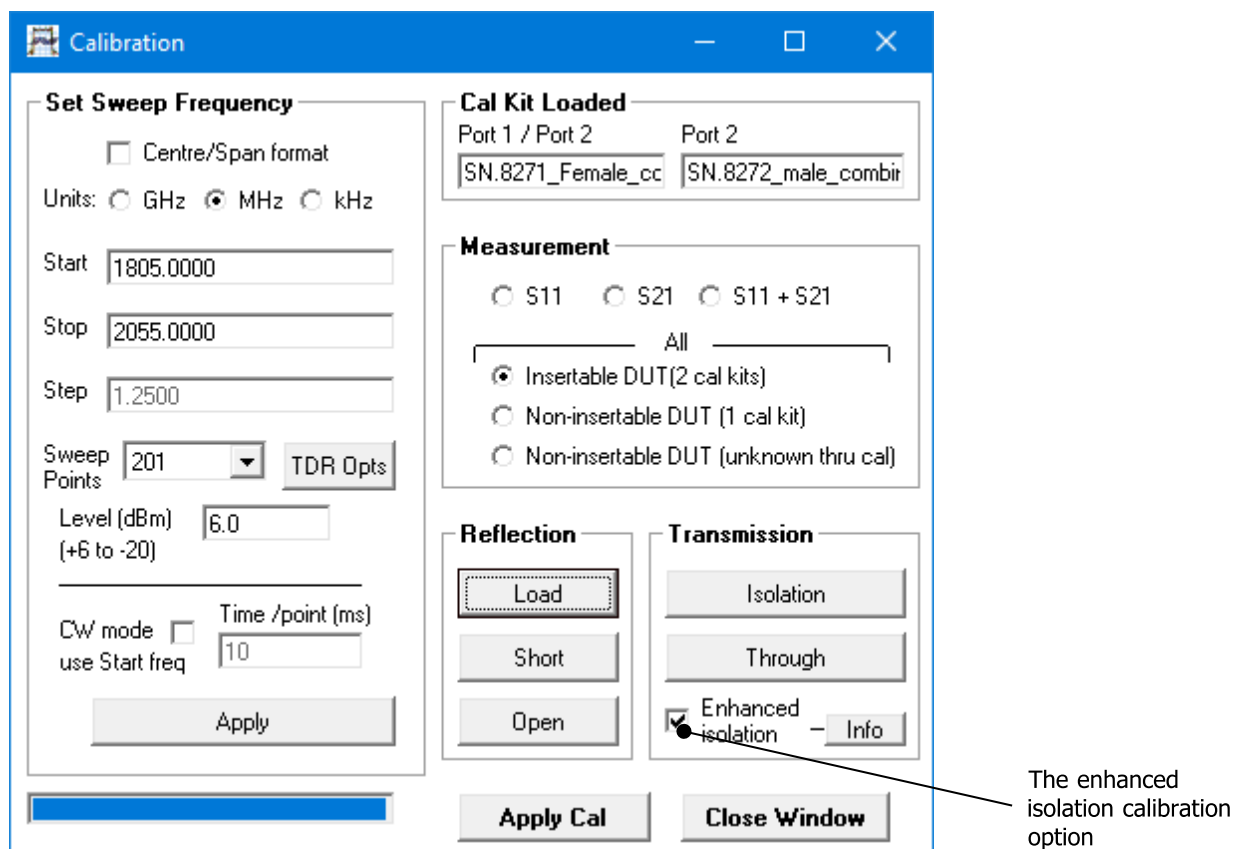 Calibration
Set Sweep Frequency
Centre/Span format
Units: GHz MHz kHz
Start 1805.0000
Stop 2055.0000
Step 1.2500
Sweep Points 201 TDR Opts
Level (dBm) 6.0
(+6 to -20)
CW mode
use Start freq
Time /point (ms)
10
Apply
Cal Kit Loaded
Port 1 / Port 2 Port 2
SN.8271_Female_cc SN.8272_male_combir
Measurement
S11 S21 S11 + S21
All
Insertable DUT(2 cal kits)
Non-insertable DUT (1 cal kit)
Non-insertable DUT (unknown thru cal)
Reflection
Load
Short
Open
Transmission
Isolation
Through
Enhanced
isolation
Info
Apply Cal Close Window
The enhanced
isolation calibration
option